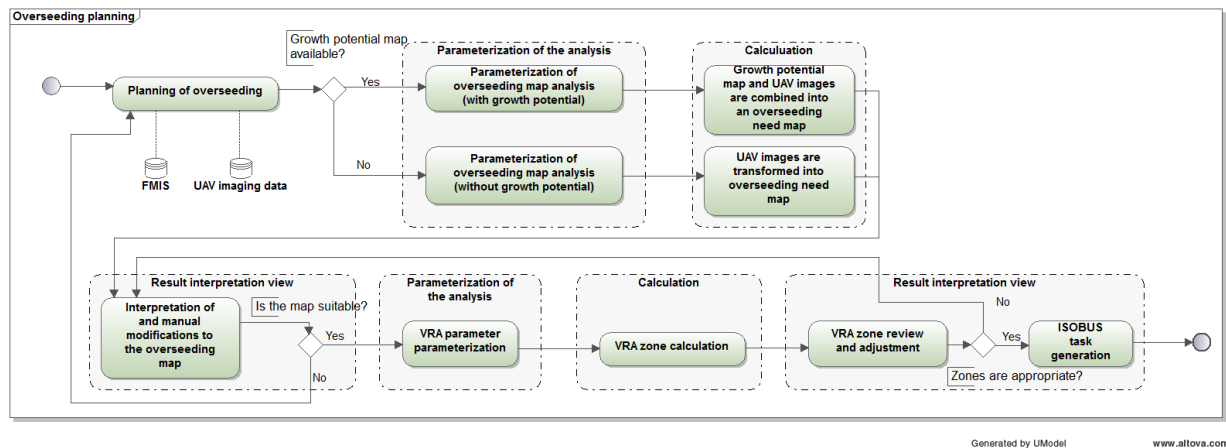 Overseeding planning
Growth potential map
available?
Parameterization of the analysis
Calculuation
Planning of overseeding
Yes
Parameterization of
overseeding map analysis
(with growth potential)
Growth potential
map and UAV images
are combined into
an overseeding
need map
No
Parameterization of
overseeding map analysis
(without growth potential)
UAV images are
transformed into
overseeding need
map
FMIS
UAV imaging data
Result interpretation view
Parameterization of
the analysis
Calculation
Result interpretation view
Is the map suitable?
Interpretation of
and manual
modifications to
the overseeding
map
Yes
No
VRA parameter
parameterization
VRA zone calculation
VRA zone review
and adjustment
No
Yes
ISOBUS
task
generation
Zones are appropriate?
Generated by UModel
www.altova.com